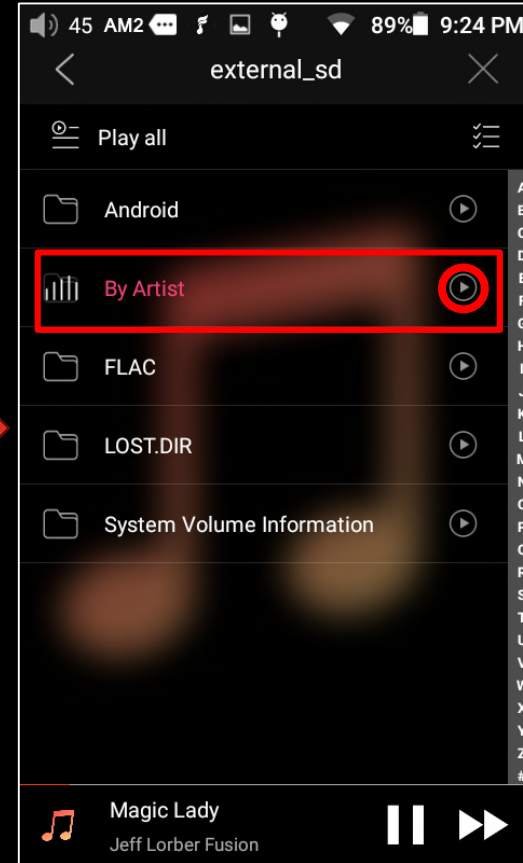 45 AM2 89% 9:24 PM
external_sd
Play all
Android
By Artist
FLAC
LOST.DIR
System Volume Information
Magic Lady
Jeff Lorber Fusion